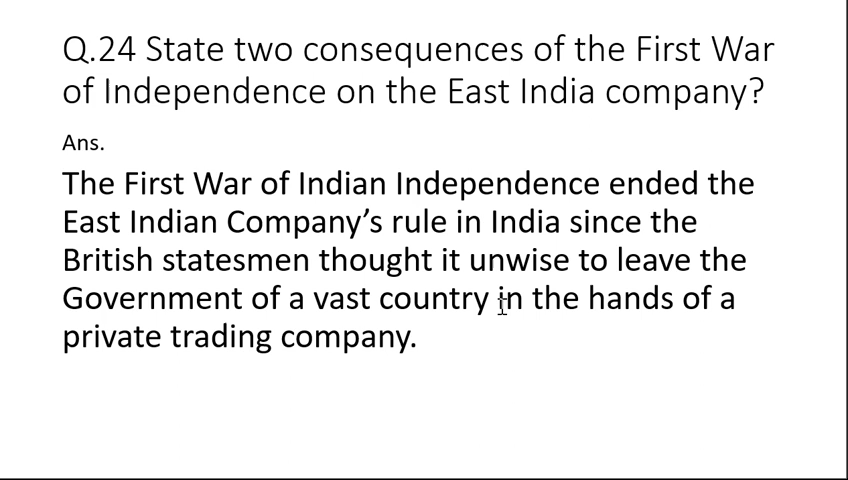 Q.24 State two consequences of the First War
of Independence on the East India company?
Ans.
The First War of Indian Independence ended the
East Indian Company’s rule in India since the
British statesmen thought it unwise to leave the
Government of a vast country in the hands of a
private trading company.